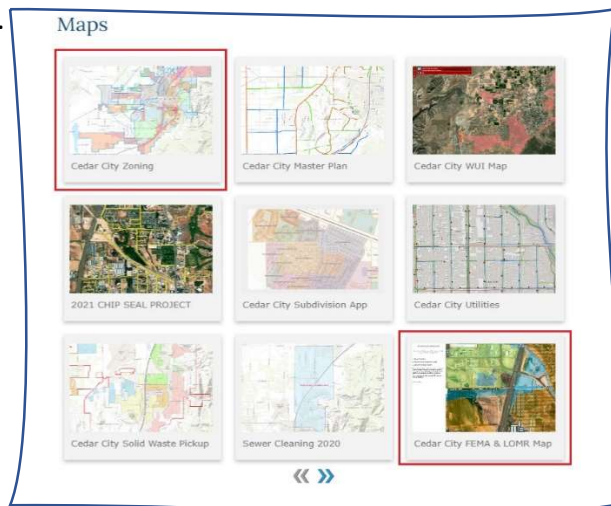 Maps
Cedar City Zoning
Cedar City Master Plan
Cedar City WUI Map
2021 CHIP SEAL PROJECT
Cedar City Subdivision App
Cedar City Utilities
Cedar City Solid Waste Pickup
Sewer Cleaning 2020
Cedar City FEMA & LOMR Map